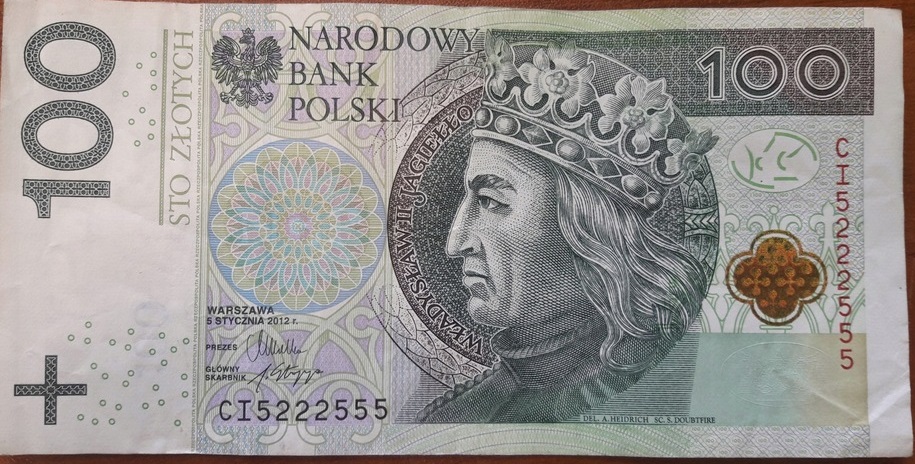 100
STO ZŁOTYCH
NARODOWY
BANK
POLSKI
WŁADYSŁAW II JAGIEŁŁO
100
CI5222555
WARSZAWA
5 STYCZNIA 2012 r.
PREZES
GŁÓWNY
SKARBNIK
CI5222555
DEL. A. HEIDRICH SC. S. DOUBTFIRE